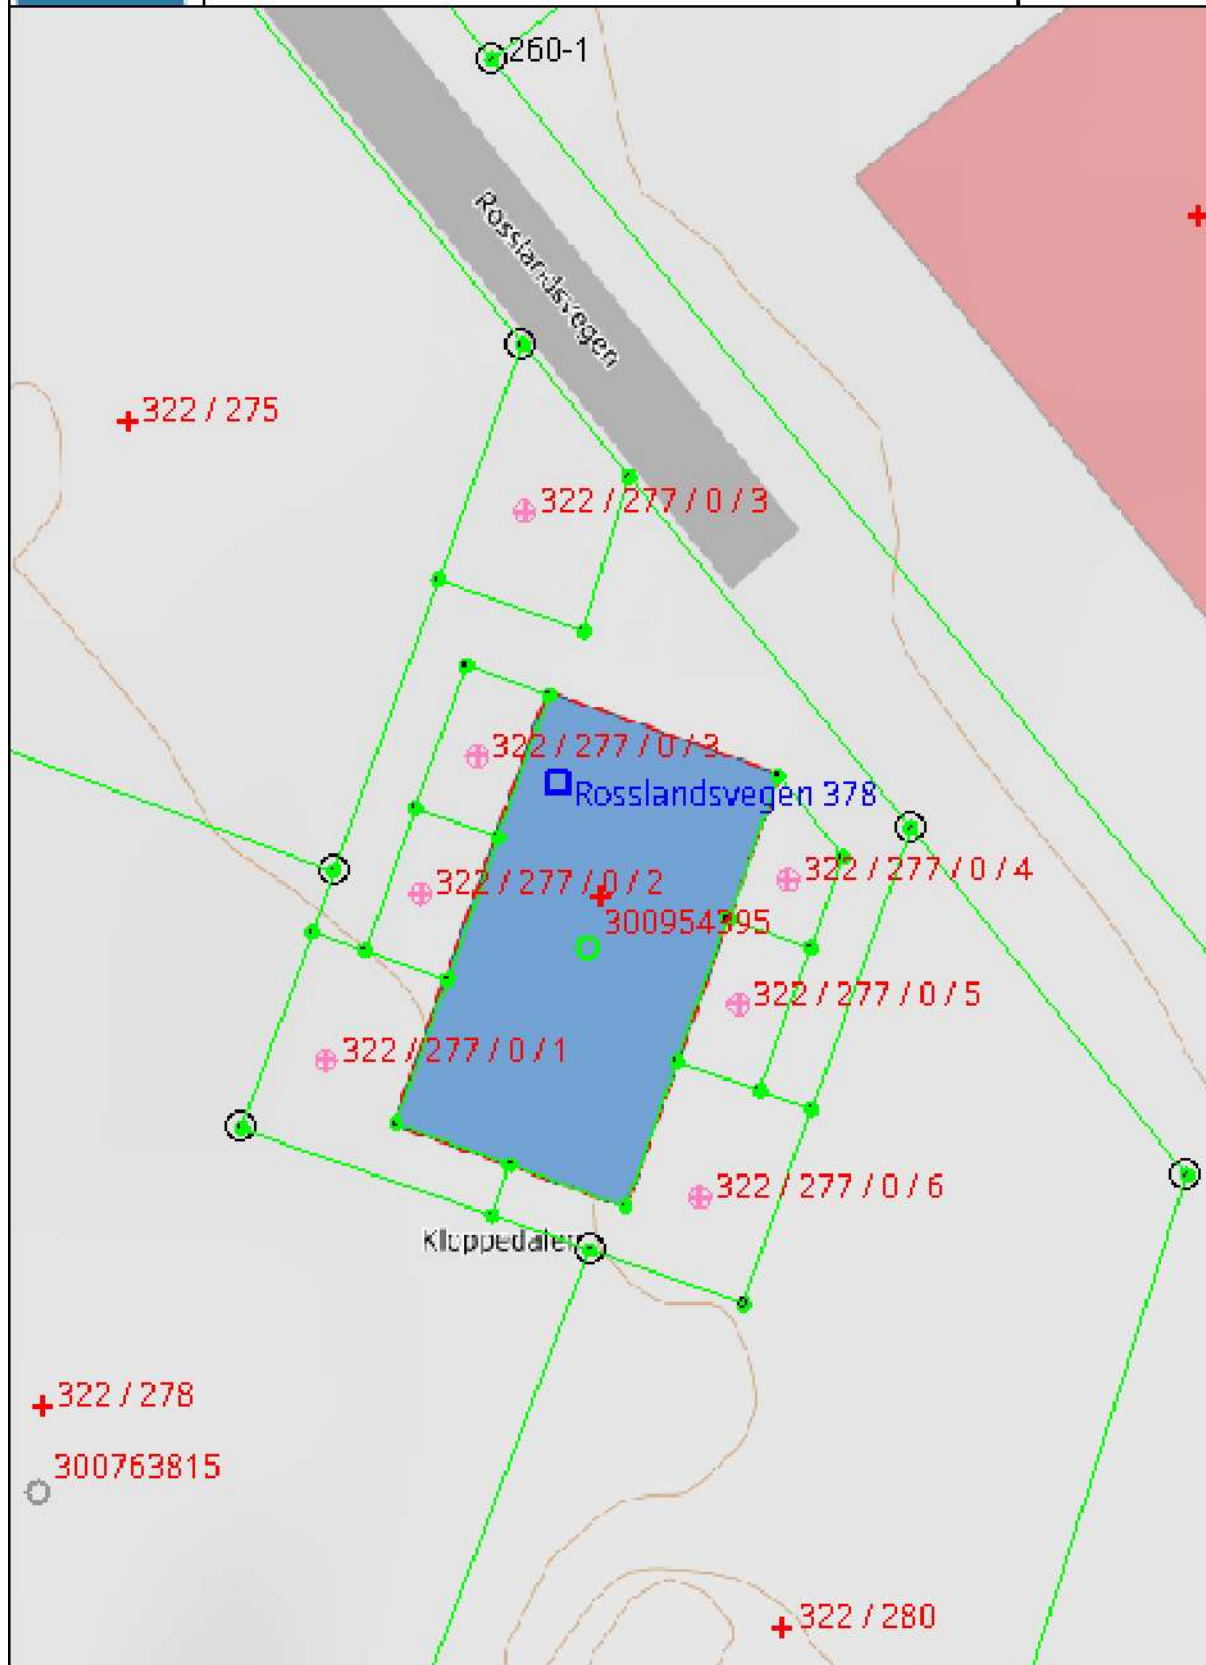 260-1
Rosslandsvegen
322 / 275
322 / 277 / 0 / 3
322 / 277 / 0 / 3
Rosslandsvegen 378
322 / 277 / 0 / 2
322 / 277 / 0 / 4
300954395
322 / 277 / 0 / 5
322 / 277 / 0 / 1
322 / 277 / 0 / 6
Kloppedalen
322 / 278
300763815
322 / 280